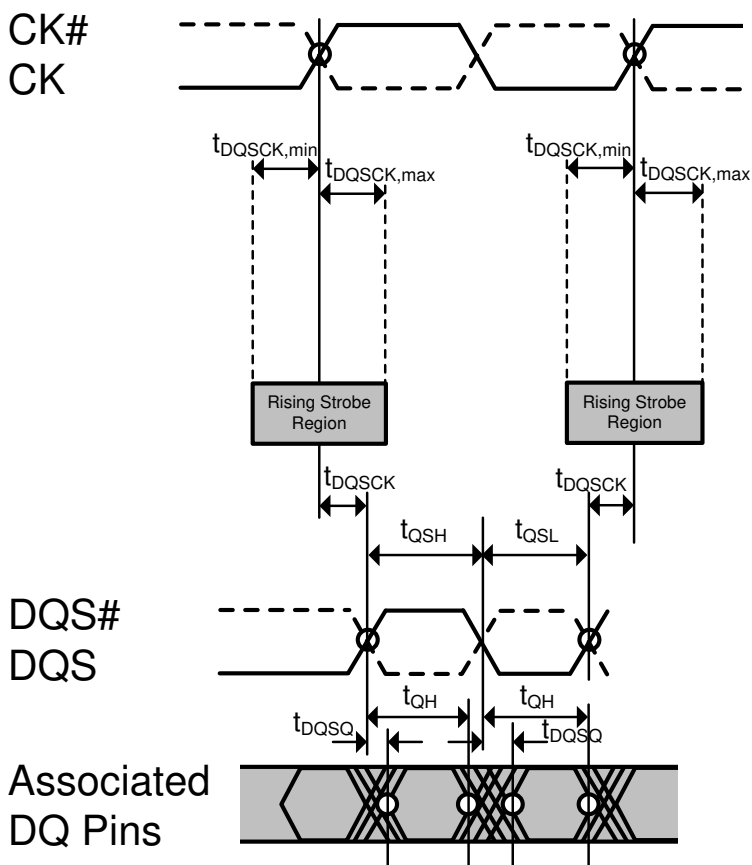 CK#
CK
tDQSCK,min
tDQSCK,max
tDQSCK,min
tDQSCK,max
Rising Strobe
Region
Rising Strobe
Region
tDQSCK
tDQSCK
tQSH
tQSL
DQS#
DQS
tQH
tQH
tDQSQ
tDQSQ
Associated
DQ Pins